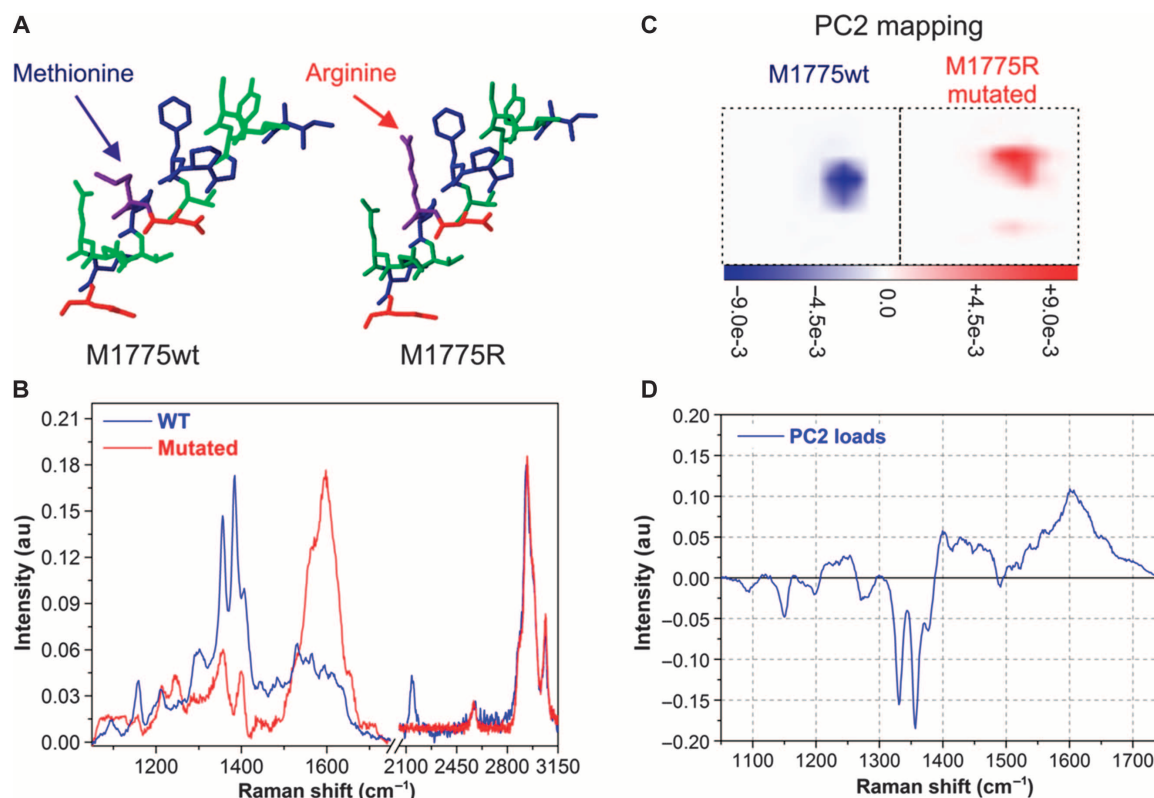 A
Methionine
Arginine
M1775wt
M1775R
C
PC2 mapping
M1775wt
M1775R
mutated
−9.0e-3
−4.5e-3
0.0
+4.5e-3
+9.0e-3
B
WT
Mutated
0.21
0.18
0.15
0.12
0.09
0.06
0.03
0.00
Intensity (au)
1200 1400 1600 2100 2450 2800 3150
Raman shift (cm⁻¹)
D
PC2 loads
0.20
0.15
0.10
0.05
0.00
−0.05
−0.10
−0.15
−0.20
Intensity (au)
1100 1200 1300 1400 1500 1600 1700
Raman shift (cm⁻¹)